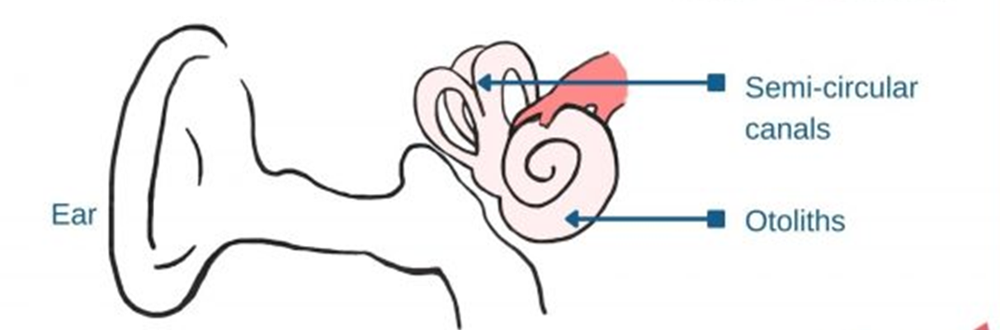 Semi-circular
canals
Ear
Otoliths